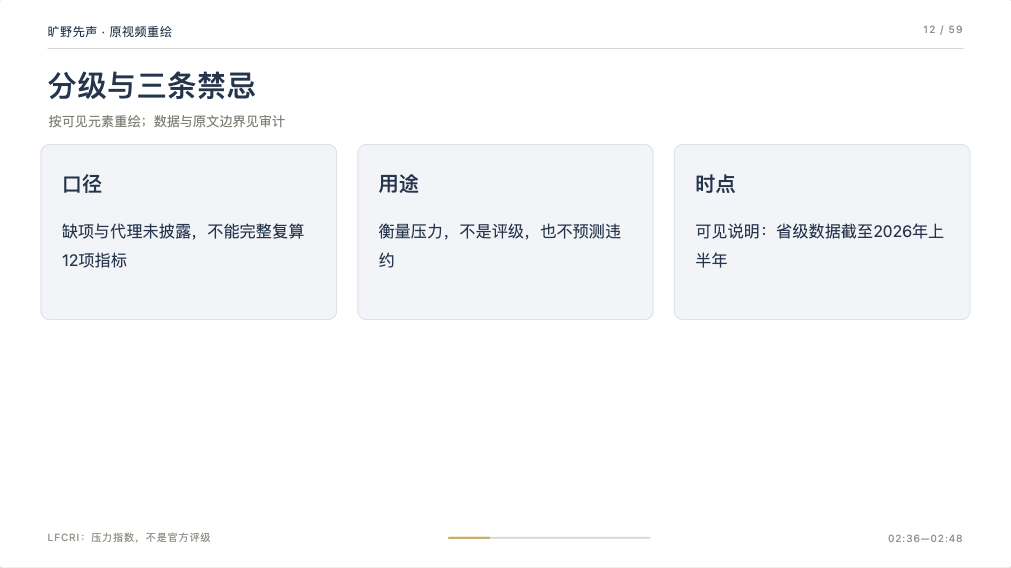 旷野先声 · 原视频重绘
12 / 59
分级与三条禁忌
按可见元素重绘；数据与原文边界见审计
口径
缺项与代理未披露，不能完整复算
12项指标
用途
衡量压力，不是评级，也不预测违
约
时点
可见说明：省级数据截至2026年上
半年
LFCRI：压力指数，不是官方评级
02:36—02:48